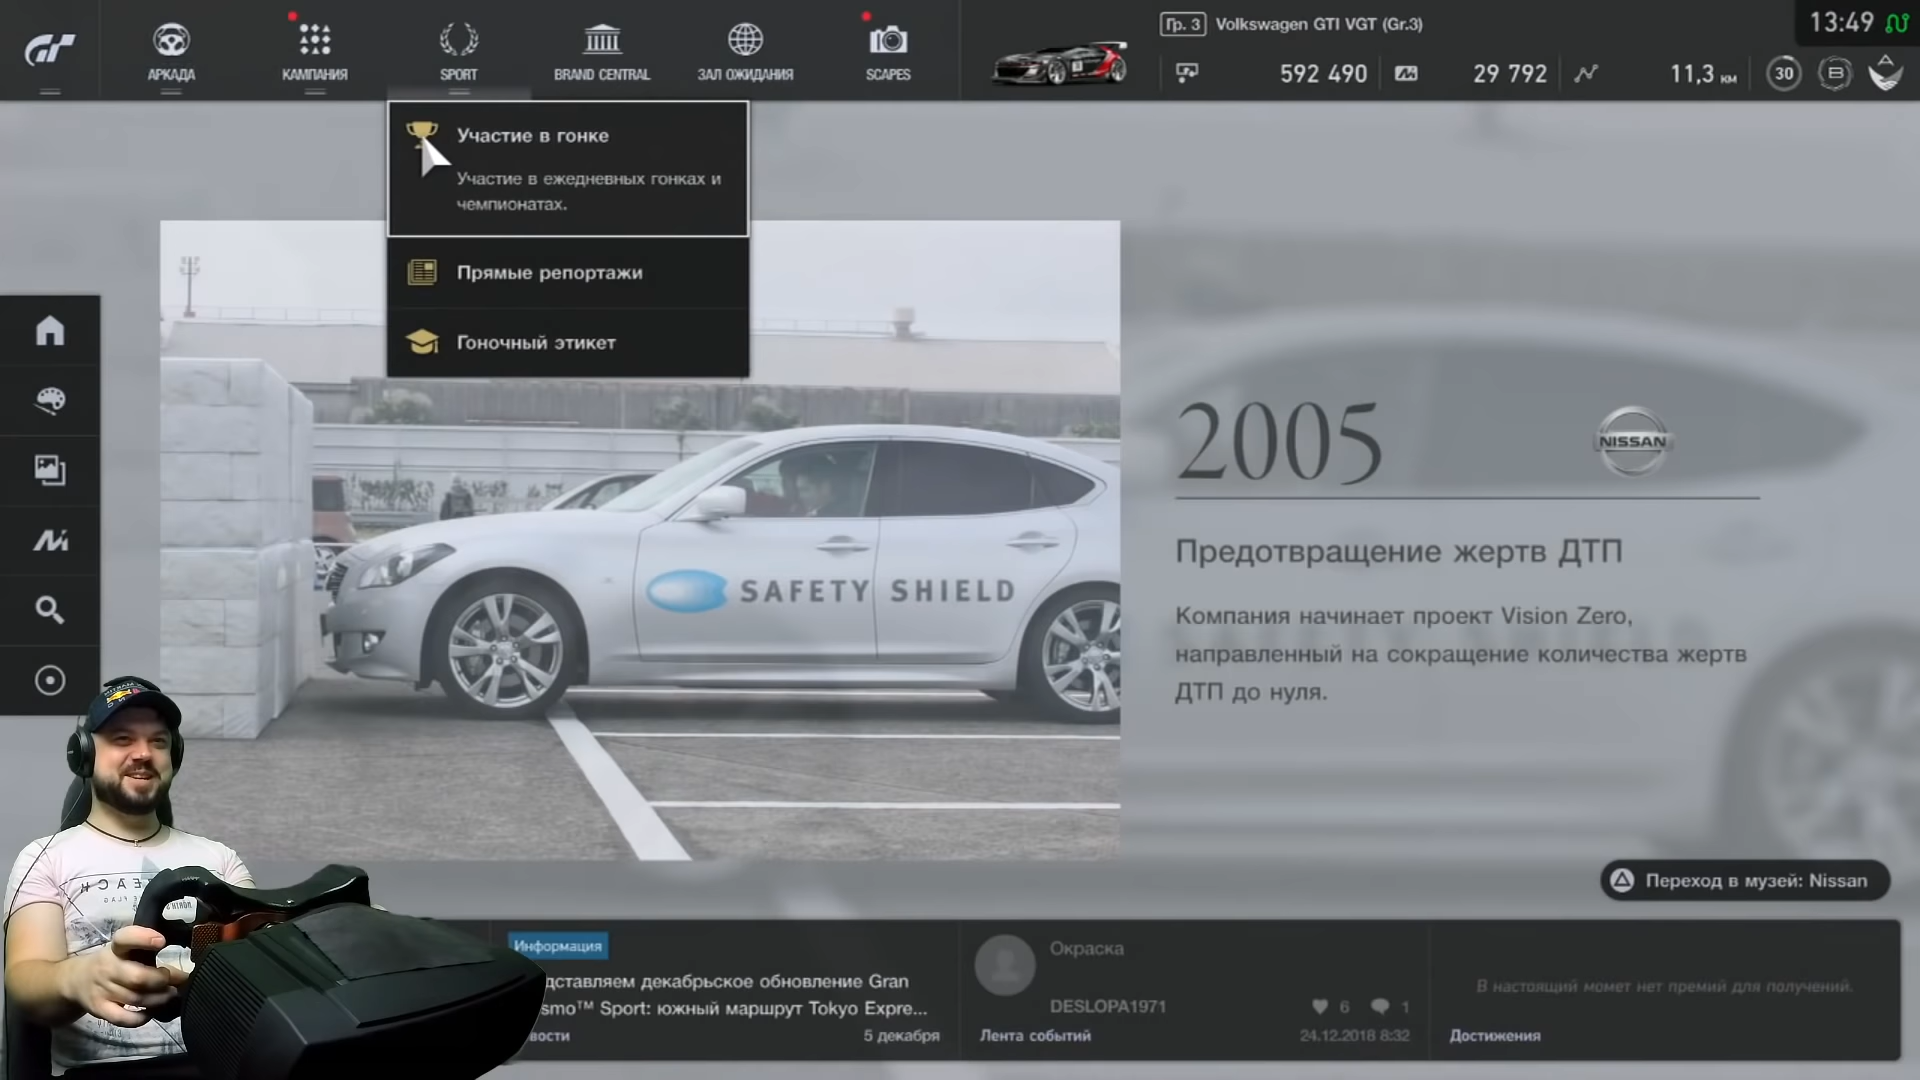 GT
АРКАДА
КАМПАНИЯ
SPORT
BRAND CENTRAL
ЗАЛ ОЖИДАНИЯ
SCAPES
Гр. 3 Volkswagen GTI VGT (Gr.3)
592 490
29 792
11,3 км
30
B
A
13:49
Участие в гонке
Участие в ежедневных гонках и
чемпионатах.
Прямые репортажи
Гоночный этикет
SAFETY SHIELD
2005
NISSAN
Предотвращение жертв ДТП
Компания начинает проект Vision Zero,
направленный на сокращение количества жертв
ДТП до нуля.
Переход в музей: Nissan
Информация
дставляем декабрьское обновление Gran
smo™ Sport: южный маршрут Tokyo Expre...
вости
5 декабря
Окраска
DESLOPA1971
6
1
Лента событий
24.12.2018 8:32
В настоящий момет нет премий для получений.
Достижения